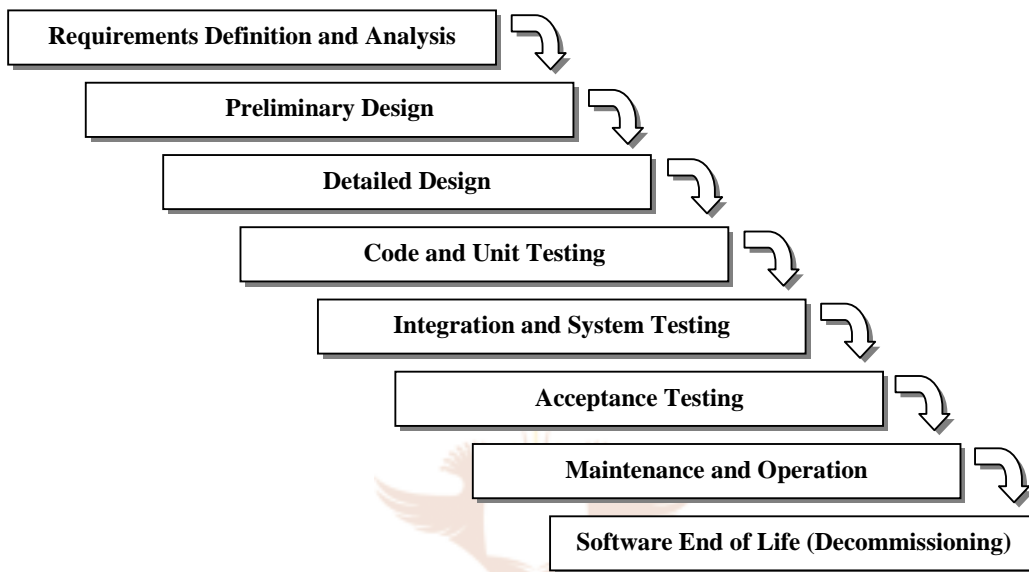 Requirements Definition and Analysis
Preliminary Design
Detailed Design
Code and Unit Testing
Integration and System Testing
Acceptance Testing
Maintenance and Operation
Software End of Life (Decommissioning)